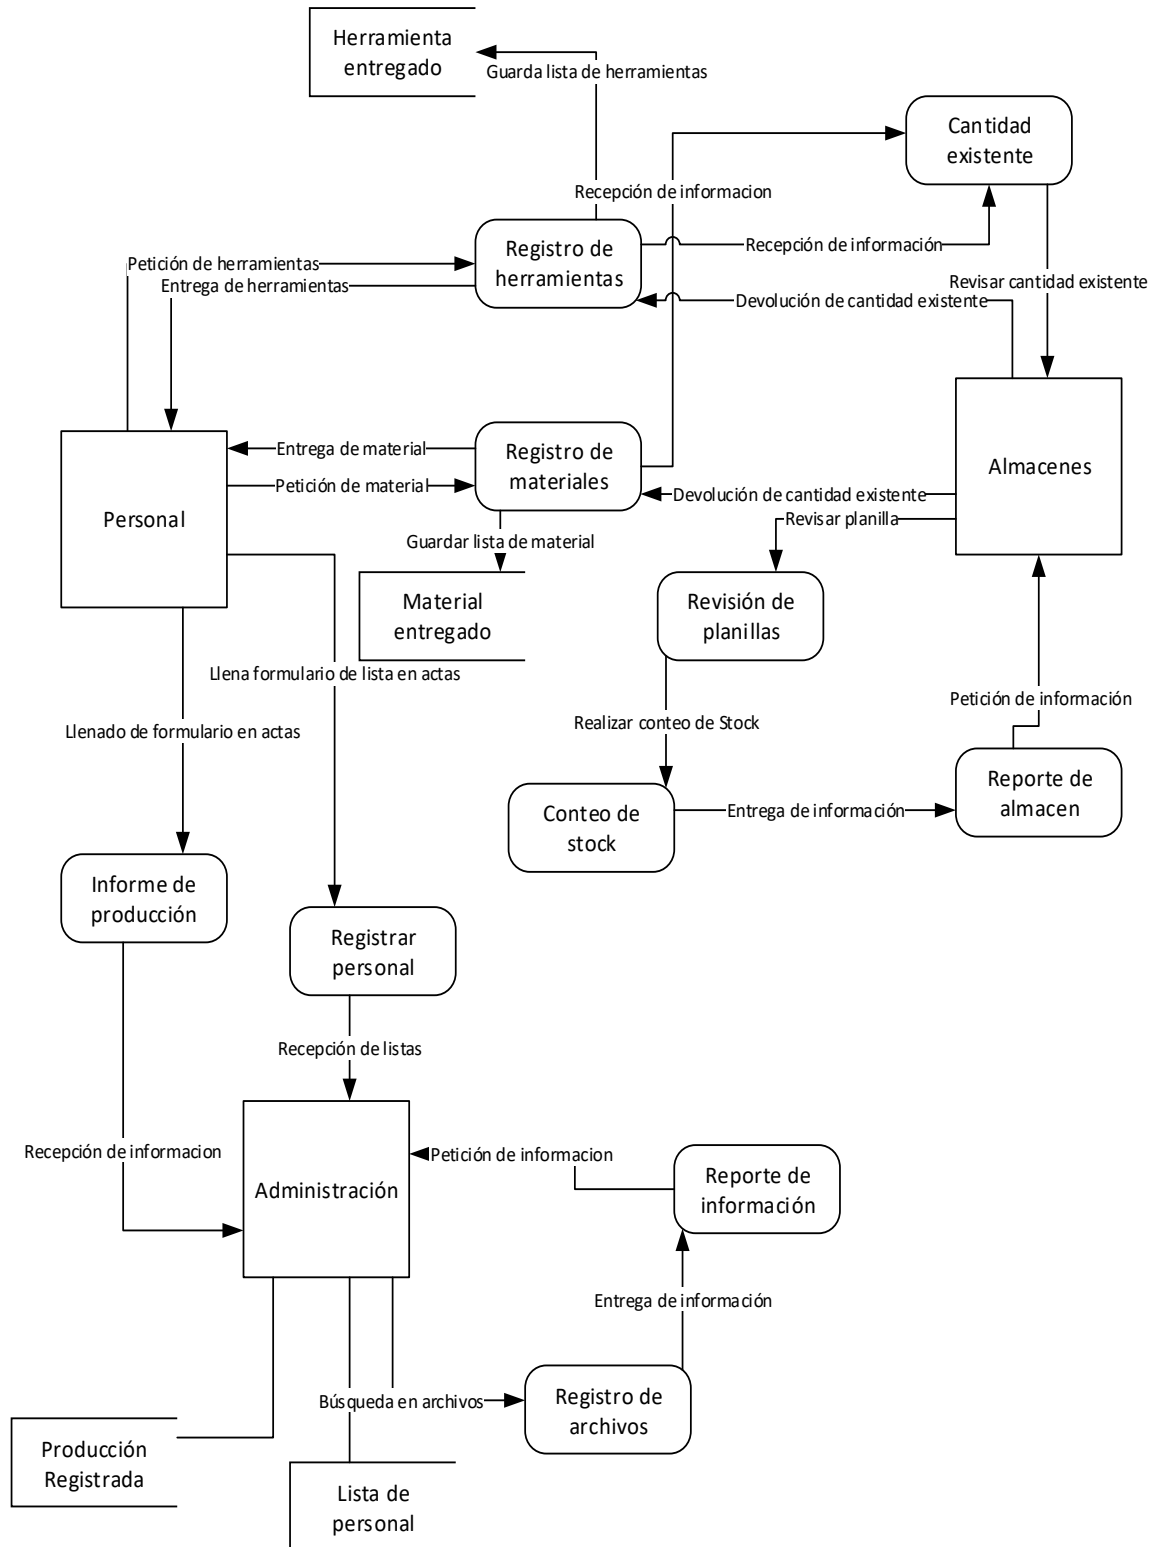 Herramienta
entregado
Guarda lista de herramientas
Cantidad
existente
Recepción de informacion
Registro de
herramientas
Recepción de información
Petición de herramientas
Entrega de herramientas
Revisar cantidad existente
Devolución de cantidad existente
Personal
Entrega de material
Petición de material
Registro de
materiales
Almacenes
Devolución de cantidad existente
Revisar planilla
Guardar lista de material
Material
entregado
Revisión de
planillas
Llena formulario de lista en actas
Llenado de formulario en actas
Realizar conteo de Stock
Petición de información
Conteo de
stock
Entrega de información
Reporte de
almacen
Informe de
producción
Registrar
personal
Recepción de listas
Recepción de informacion
Administración
Petición de informacion
Reporte de
información
Entrega de información
Búsqueda en archivos
Registro de
archivos
Producción
Registrada
Lista de
personal